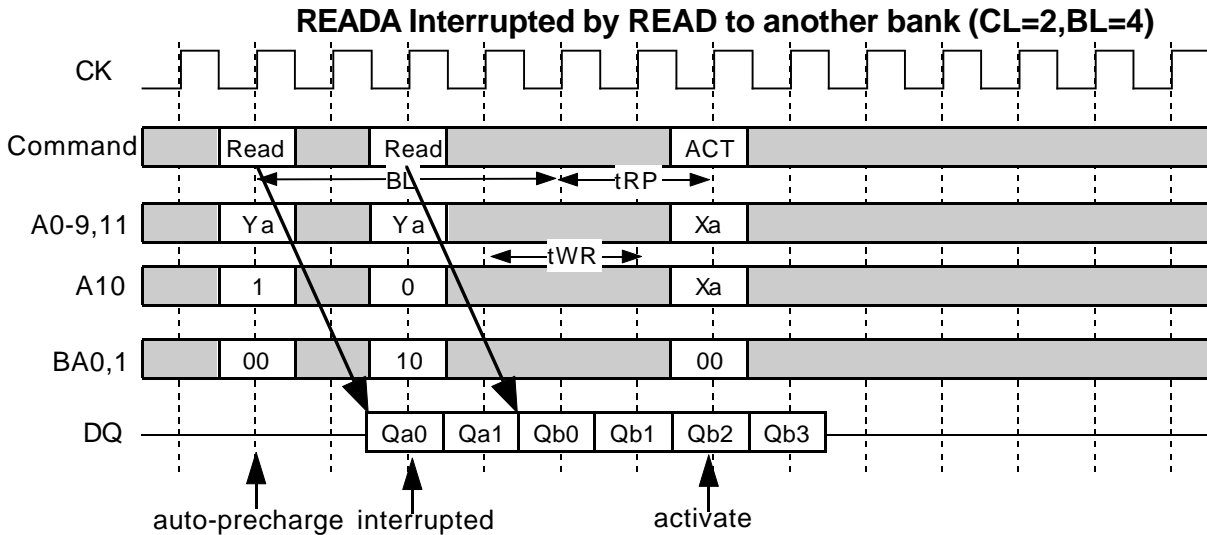 READA Interrupted by READ to another bank (CL=2,BL=4)
CK
Command Read Read ACT
BL tRP
A0-9,11 Ya Ya Xa
tWR
A10 1 0 Xa
BA0,1 00 10 00
DQ Qa0 Qa1 Qb0 Qb1 Qb2 Qb3
auto-precharge interrupted activate